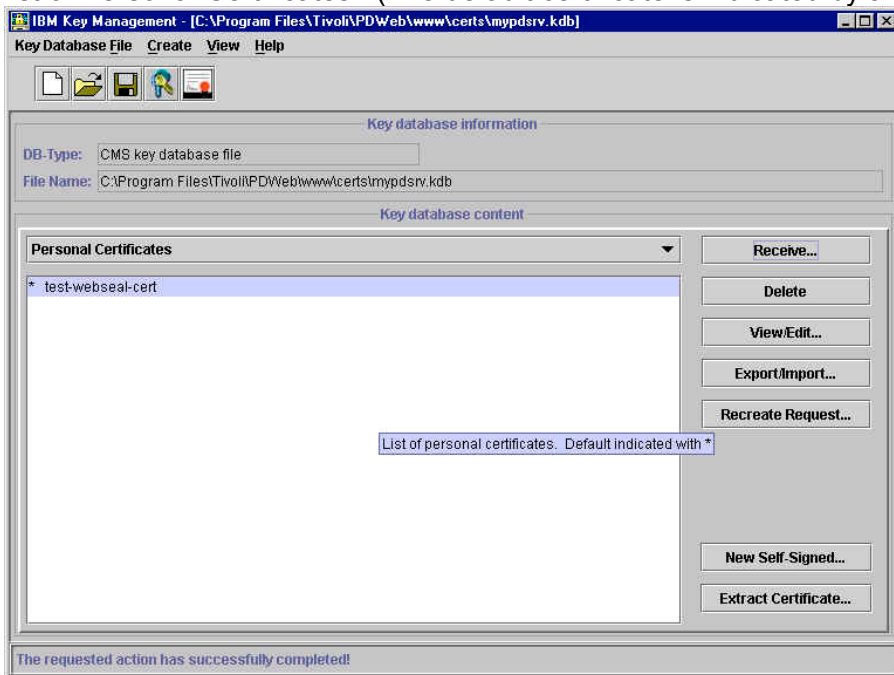 IBM Key Management - [C:\Program Files\Tivoli\PDWeb\www\certs\mypdsrv.kdb]
Key Database File Create View Help
Key database information
DB-Type: CMS key database file
File Name: C:\Program Files\Tivoli\PDWeb\www\certs\mypdsrv.kdb
Key database content
Personal Certificates
Receive...
* test-webseal-cert
Delete
View/Edit...
Export/Import...
Recreate Request...
List of personal certificates. Default indicated with *
New Self-Signed...
Extract Certificate...
The requested action has successfully completed!